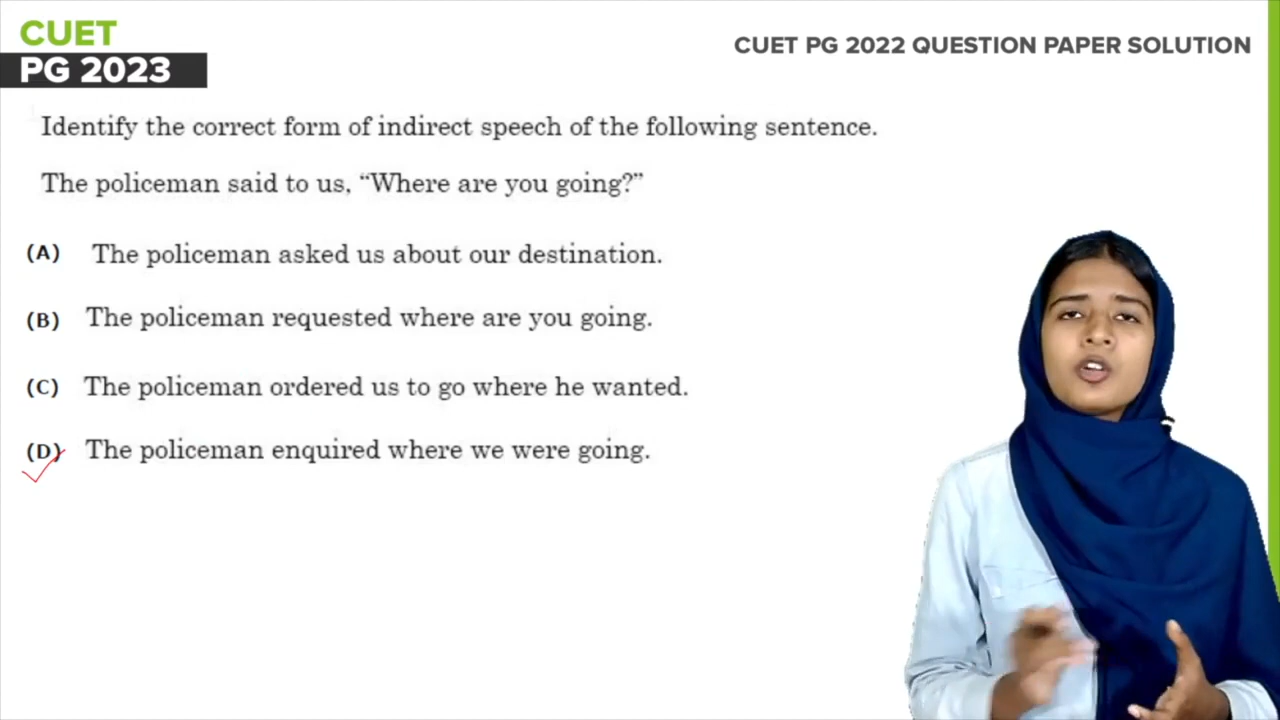 CUET
PG 2023
CUET PG 2022 QUESTION PAPER SOLUTION
Identify the correct form of indirect speech of the following sentence.
The policeman said to us, “Where are you going?”
(A) The policeman asked us about our destination.
(B) The policeman requested where are you going.
(C) The policeman ordered us to go where he wanted.
(D) The policeman enquired where we were going.